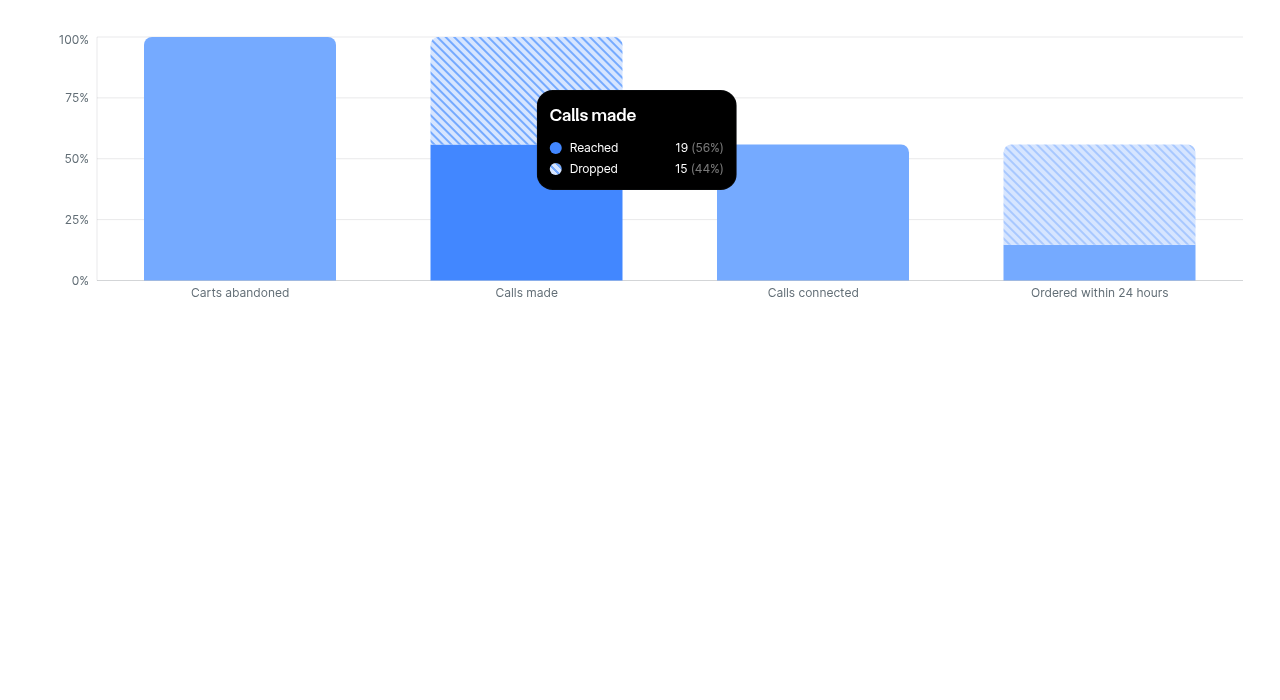 100%
75%
50%
25%
0%
Calls made
Reached 19 (56%)
Dropped 15 (44%)
Carts abandoned
Calls made
Calls connected
Ordered within 24 hours